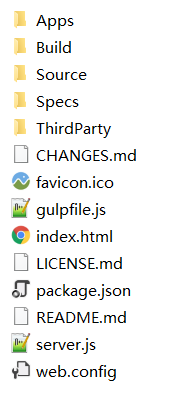 Apps
Build
Source
Specs
ThirdParty
CHANGES.md
favicon.ico
gulpfile.js
index.html
LICENSE.md
package.json
README.md
server.js
web.config